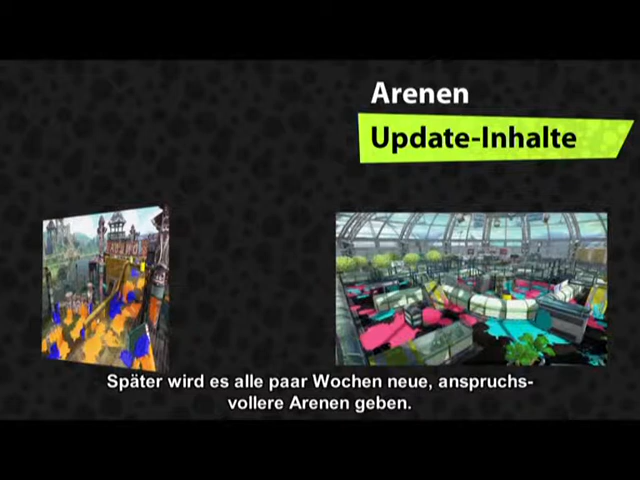 Arenen
Update-Inhalte
Später wird es alle paar Wochen neue, anspruchs-
vollere Arenen geben.